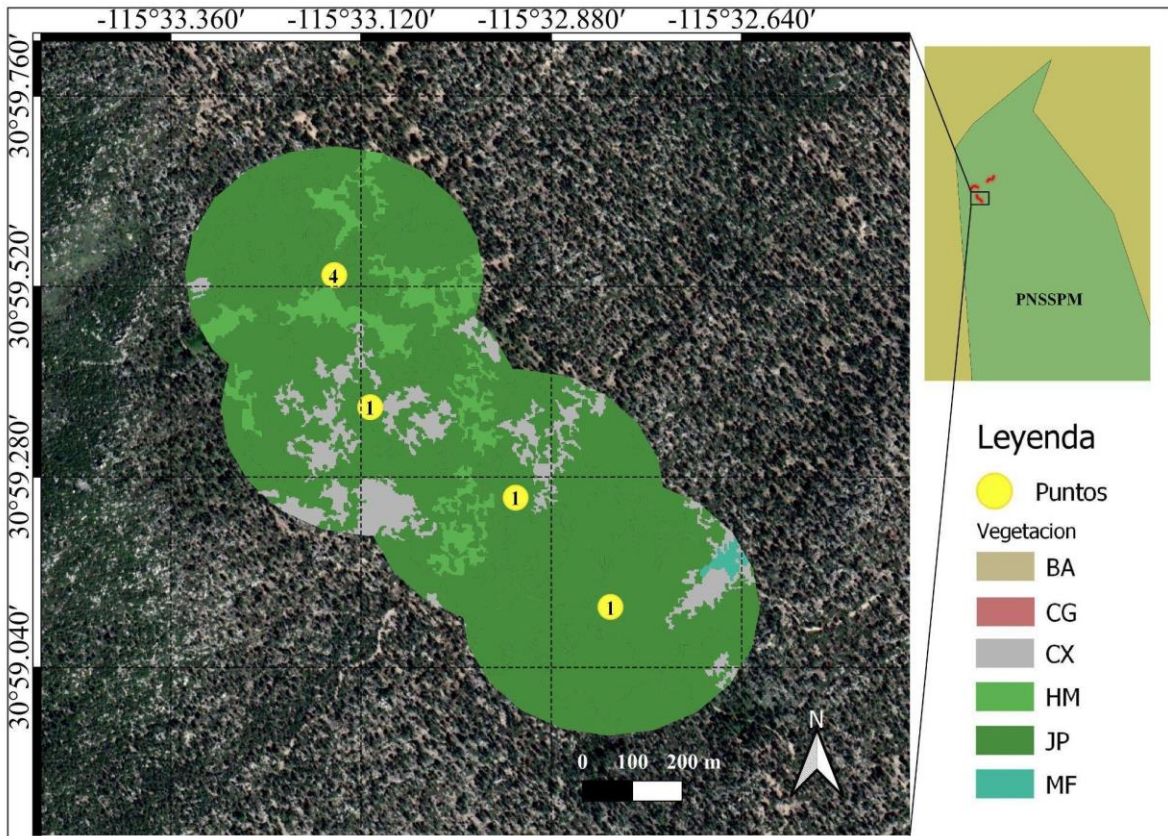 -115°33.360′ -115°33.120′ -115°32.880′ -115°32.640′
30°59.760′
30°59.520′
30°59.280′
30°59.040′
4
1
1
1
0 100 200 m
N
PNSSPM
Leyenda
Puntos
Vegetacion
BA
CG
CX
HM
JP
MF